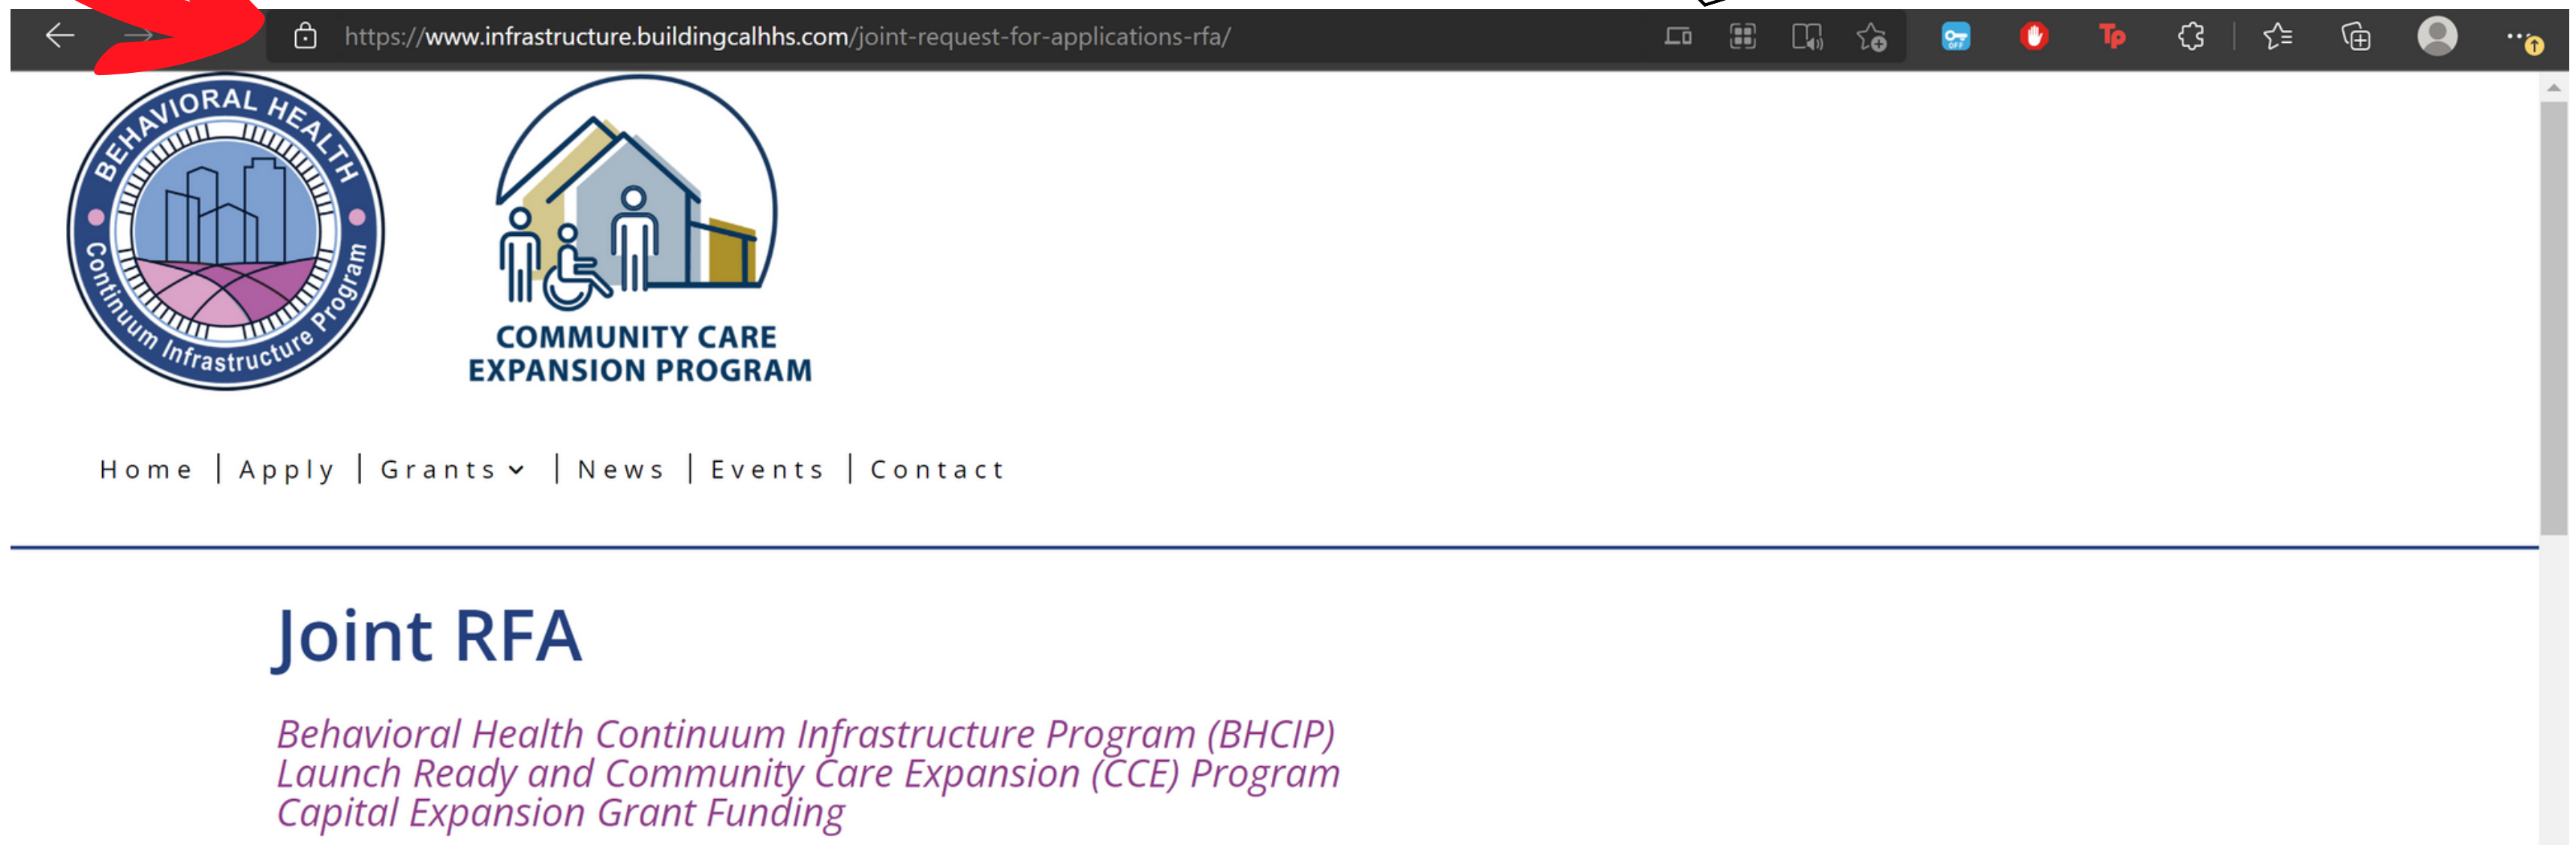 https://www.infrastructure.buildingcalhhs.com/joint-request-for-applications-rfa/
OFF
Tp
BEHAVIORAL HEALTH
Continuum Infrastructure Program
COMMUNITY CARE
EXPANSION PROGRAM
Home | Apply | Grants | News | Events | Contact
Joint RFA
Behavioral Health Continuum Infrastructure Program (BHCIP)
Launch Ready and Community Care Expansion (CCE) Program
Capital Expansion Grant Funding